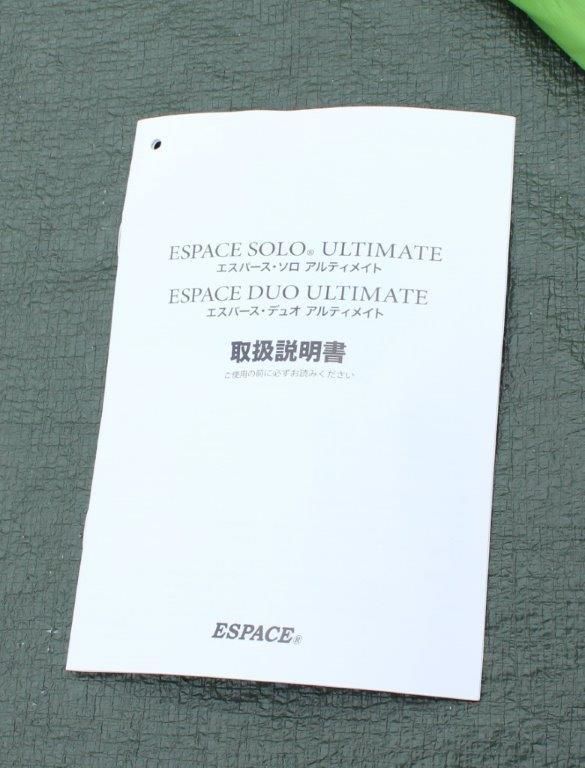 ESPACE SOLO® ULTIMATE
エスパース・ソロ アルティメイト
ESPACE DUO ULTIMATE
エスパース・デュオ アルティメイト
取扱説明書
ご使用の前に必ずお読みください
ESPACE®